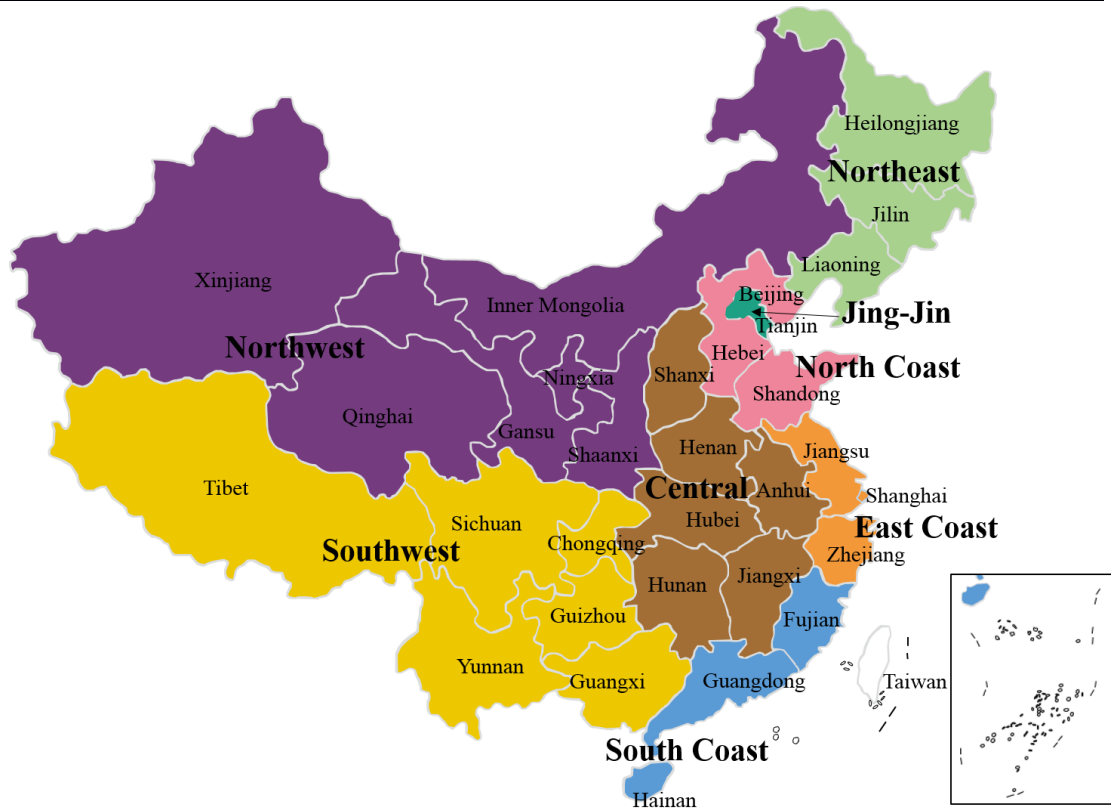 Heilongjiang
Northeast
Jilin
Liaoning
Xinjiang
Inner Mongolia
Beijing
Jing-Jin
Tianjin
Northwest
Hebei
North Coast
Ningxia
Shanxi
Shandong
Qinghai
Gansu
Shaanxi
Henan
Jiangsu
Tibet
Central
Anhui
Shanghai
Sichuan
Hubei
East Coast
Southwest
Chongqing
Zhejiang
Hunan
Jiangxi
Guizhou
Fujian
Yunnan
Guangxi
Guangdong
Taiwan
South Coast
Hainan